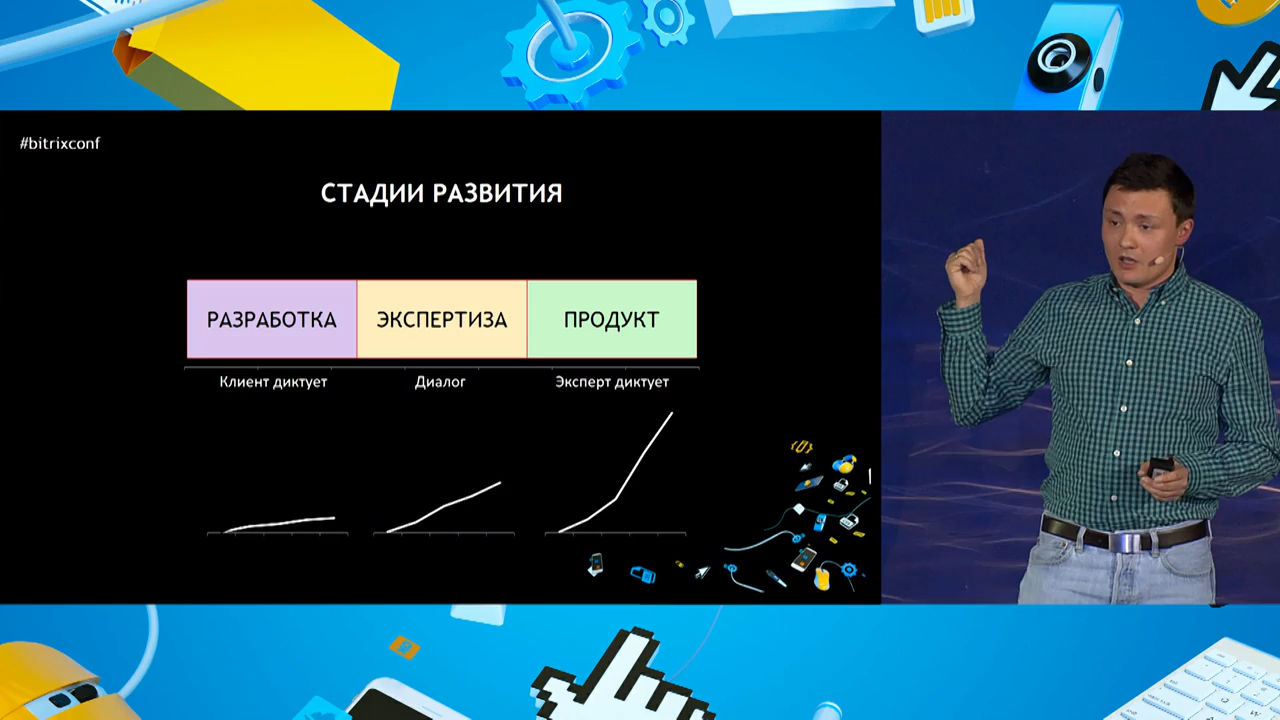 #bitrixconf
СТАДИИ РАЗВИТИЯ
РАЗРАБОТКА ЭКСПЕРТИЗА ПРОДУКТ
Клиент диктует Диалог Эксперт диктует